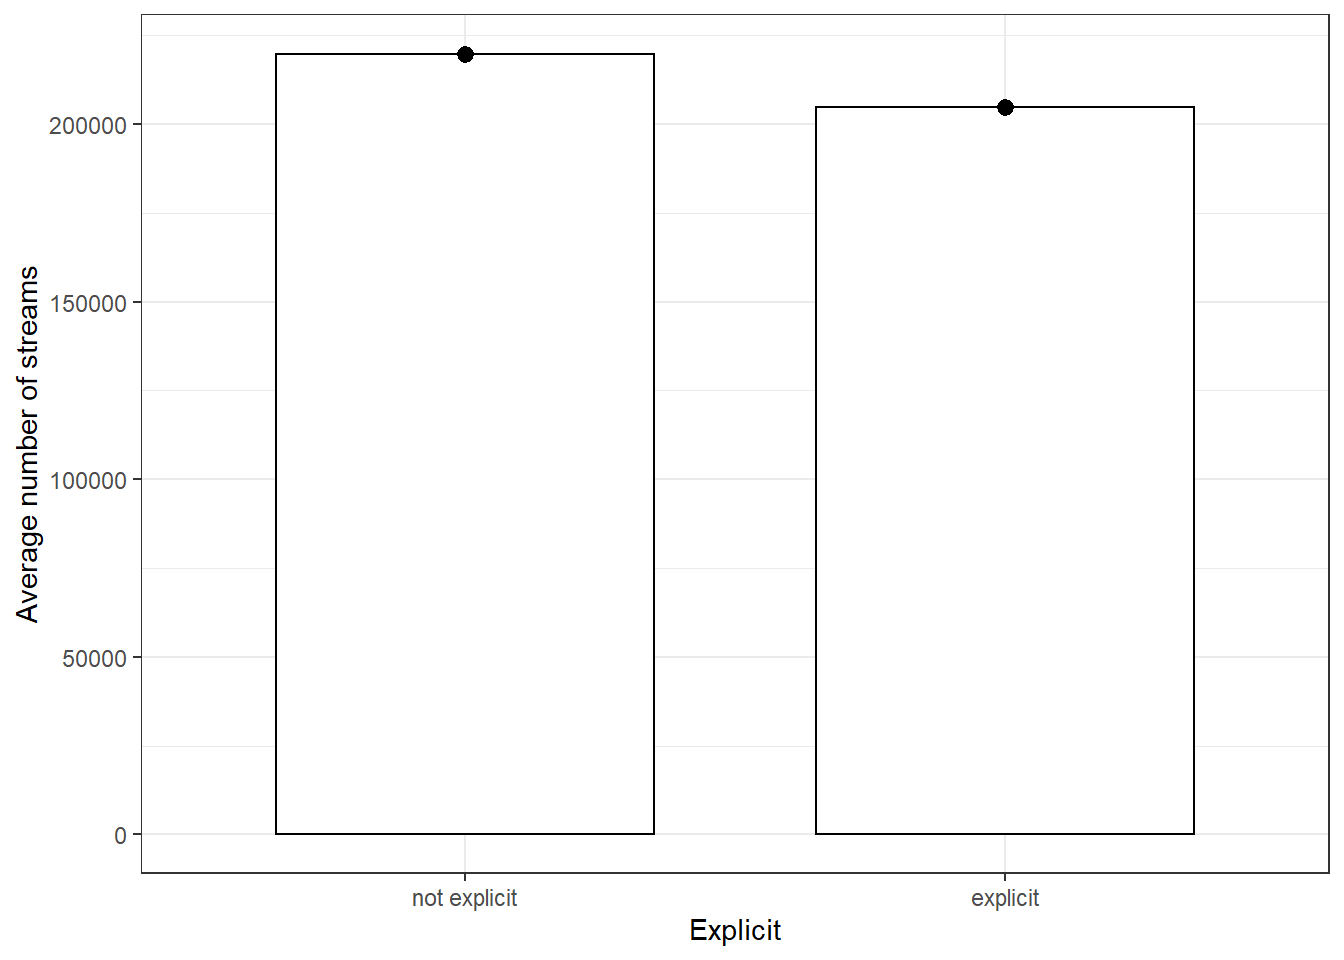 Average number of streams
200000
150000
100000
50000
0
not explicit
explicit
Explicit